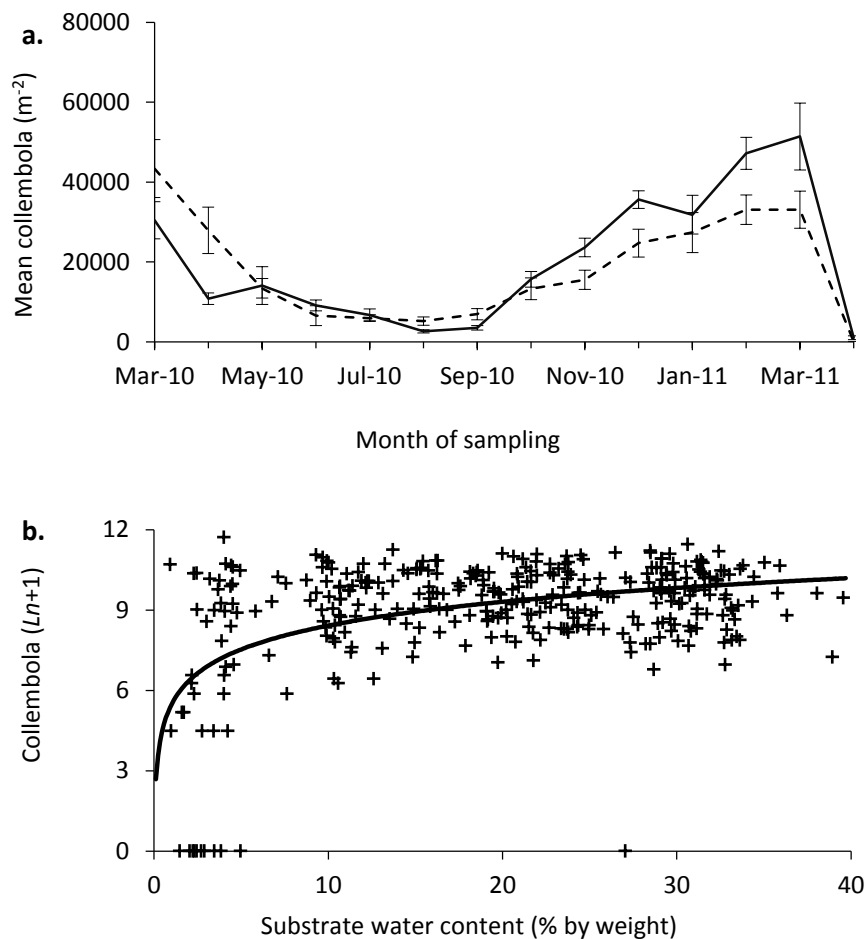 a.
80000
60000
40000
20000
0
Mean collembola (m-2)
Mar-10 May-10 Jul-10 Sep-10 Nov-10 Jan-11 Mar-11
Month of sampling
b.
12
9
6
3
0
Collembola (Ln+1)
0 10 20 30 40
Substrate water content (% by weight)